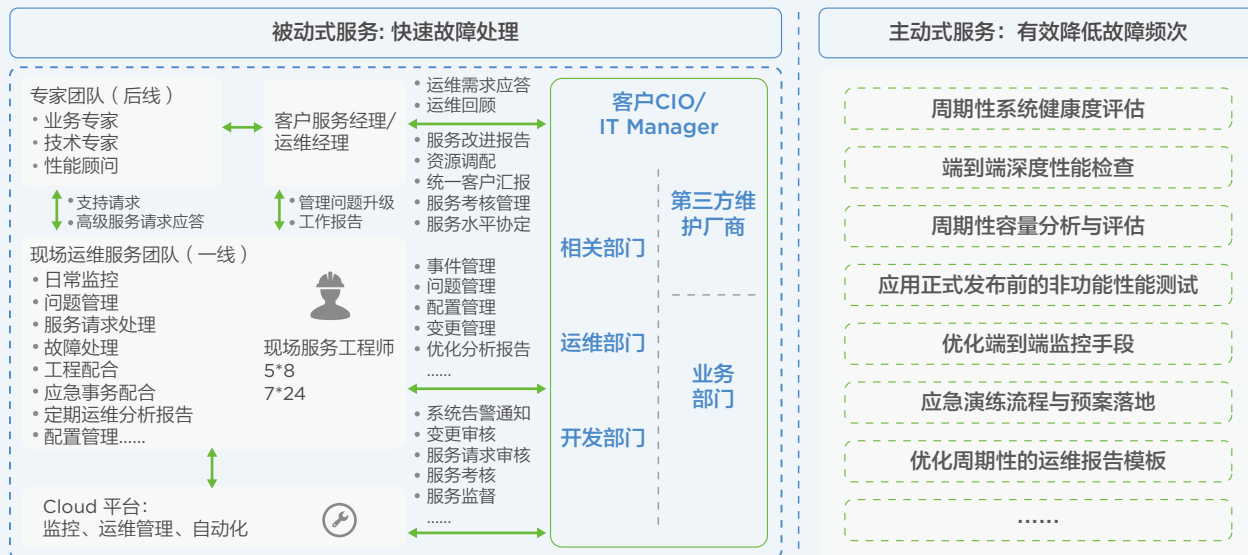 被动式服务: 快速故障处理
专家团队（后线）
• 业务专家
• 技术专家
• 性能顾问
客户服务经理/
运维经理
• 支持请求
• 高级服务请求应答
• 管理问题升级
• 工作报告
现场运维服务团队（一线）
• 日常监控
• 问题管理
• 服务请求处理
• 故障处理
• 工程配合
• 应急事务配合
• 定期运维分析报告
• 配置管理......
现场服务工程师
5*8
7*24
Cloud 平台：
监控、运维管理、自动化
• 运维需求应答
• 运维回顾
• 服务改进报告
• 资源调配
• 统一客户汇报
• 服务考核管理
• 服务水平协定
• 事件管理
• 问题管理
• 配置管理
• 变更管理
• 优化分析报告
......
• 系统告警通知
• 变更审核
• 服务请求审核
• 服务考核
• 服务监督
......
客户CIO/
IT Manager
相关部门
运维部门
开发部门
第三方维
护厂商
业务
部门
主动式服务：有效降低故障频次
周期性系统健康度评估
端到端深度性能检查
周期性容量分析与评估
应用正式发布前的非功能性能测试
优化端到端监控手段
应急演练流程与预案落地
优化周期性的运维报告模板
......